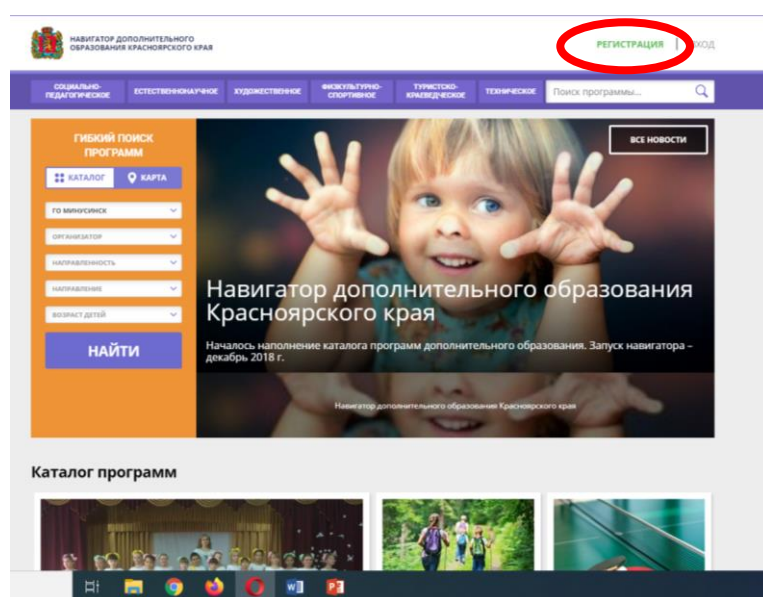 НАВИГАТОР ДОПОЛНИТЕЛЬНОГО
ОБРАЗОВАНИЯ КРАСНОЯРСКОГО КРАЯ
РЕГИСТРАЦИЯ
СОЦИАЛЬНО-
ПЕДАГОГИЧЕСКОЕ
ЕСТЕСТВЕННОНАУЧНОЕ
ХУДОЖЕСТВЕННОЕ
ФИЗКУЛЬТУРНО-
СПОРТИВНОЕ
ТУРИСТСКО-
КРАЕВЕДЧЕСКОЕ
ТЕХНИЧЕСКОЕ
Поиск программы...
ГИБКИЙ ПОИСК
ПРОГРАММ
КАТАЛОГ
КАРТА
ГО МИНУСИНСК
ОРГАНИЗАТОР
НАПРАВЛЕННОСТЬ
НАПРАВЛЕНИЕ
ВОЗРАСТ ДЕТЕЙ
НАЙТИ
ВСЕ НОВОСТИ
Навигатор дополнительного образования
Красноярского края
Началось наполнение каталога программ дополнительного образования. Запуск навигатора –
декабрь 2018 г.
Навигатор дополнительного образования Красноярского края
Каталог программ